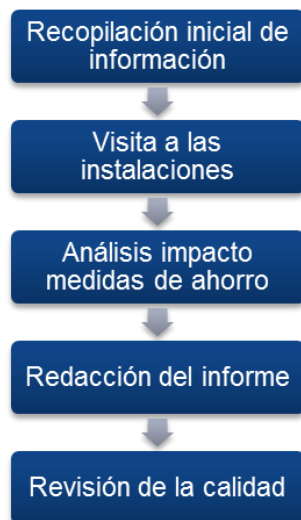 Recopilación inicial de
información
Visita a las
instalaciones
Análisis impacto
medidas de ahorro
Redacción del informe
Revisión de la calidad